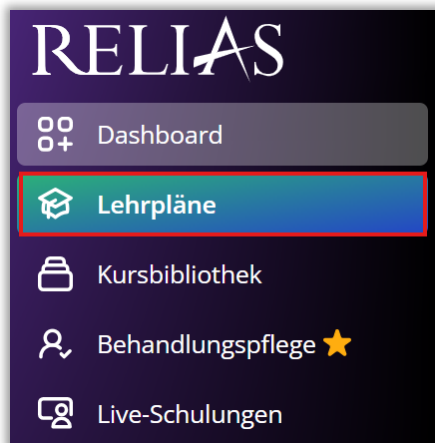 RELIAS
Dashboard
Lehrpläne
Kursbibliothek
Behandlungspflege
Live-Schulungen